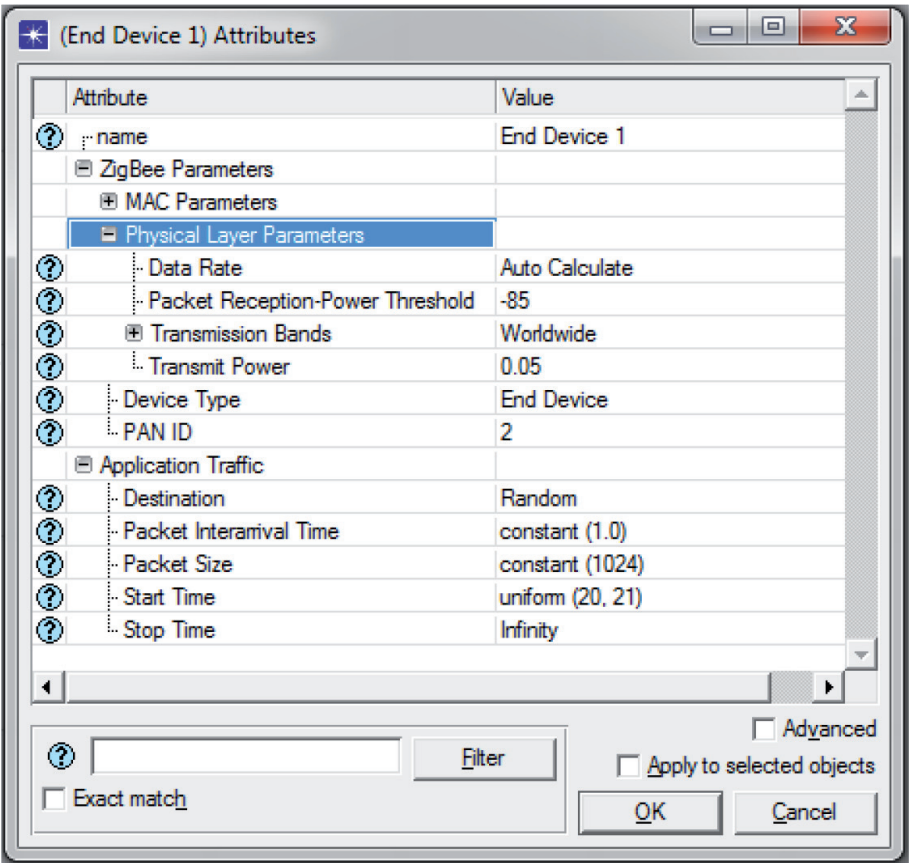 (End Device 1) Attributes
Attribute Value
name End Device 1
ZigBee Parameters
MAC Parameters
Physical Layer Parameters
Data Rate Auto Calculate
Packet Reception-Power Threshold -85
Transmission Bands Worldwide
Transmit Power 0.05
Device Type End Device
PAN ID 2
Application Traffic
Destination Random
Packet Interarrival Time constant (1.0)
Packet Size constant (1024)
Start Time uniform (20, 21)
Stop Time Infinity
Advanced
Filter
Apply to selected objects
Exact match
OK Cancel